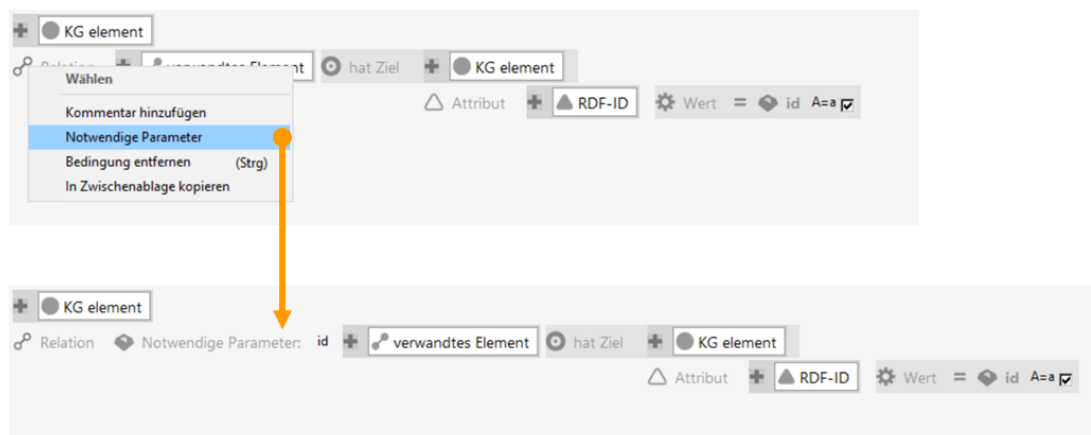 KG element
Relation verwandtes Element hat Ziel KG element
Wählen
Attribut RDF-ID Wert = id A=a
Kommentar hinzufügen
Notwendige Parameter
Bedingung entfernen (Strg)
In Zwischenablage kopieren
KG element
Relation Notwendige Parameter: id verwandtes Element hat Ziel KG element
Attribut RDF-ID Wert = id A=a